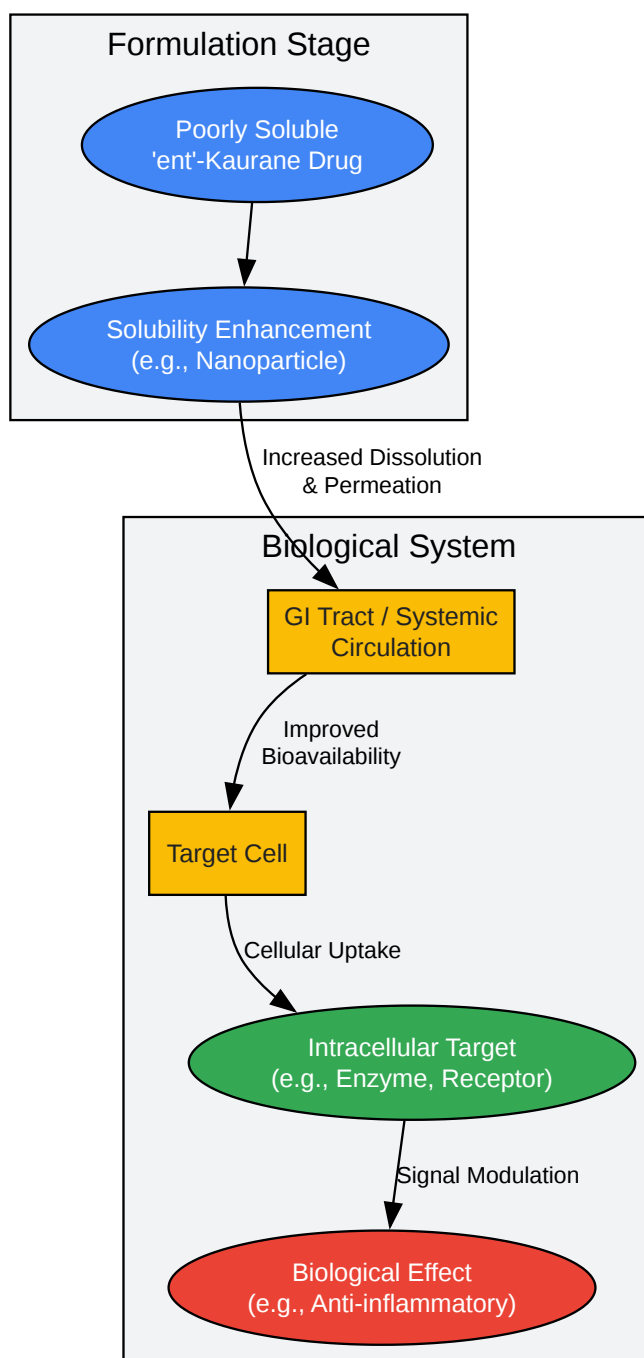 Formulation Stage
Poorly Soluble
'ent'-Kaurane Drug
Solubility Enhancement
(e.g., Nanoparticle)
Increased Dissolution
& Permeation
Biological System
GI Tract / Systemic
Circulation
Improved
Bioavailability
Target Cell
Cellular Uptake
Intracellular Target
(e.g., Enzyme, Receptor)
Signal Modulation
Biological Effect
(e.g., Anti-inflammatory)